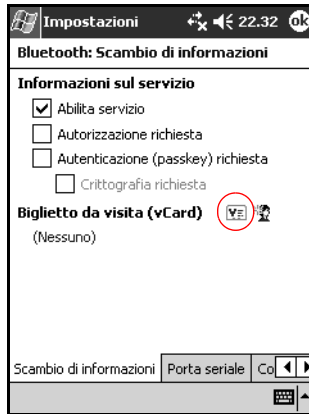 Impostazioni 22.32 ok
Bluetooth: Scambio di informazioni
Informazioni sul servizio
Abilita servizio
Autorizzazione richiesta
Autenticazione (passkey) richiesta
Crittografia richiesta
Biglietto da visita (vCard)
(Nessuno)
Scambio di informazioni Porta seriale Co